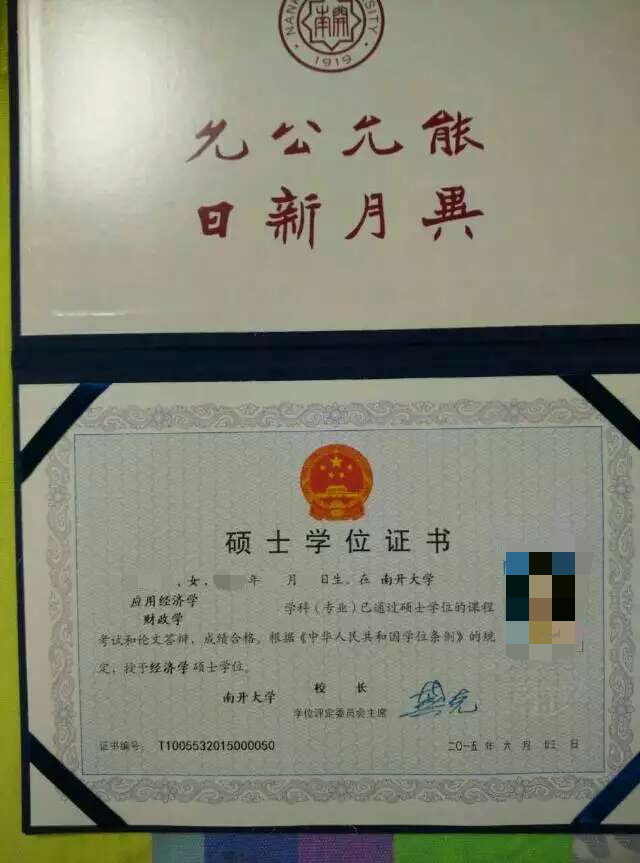 NAN
SITY
南開
1919
允公允能
日新月異
硕士学位证书
，女，
年 月 日生。在 南开大学
应用经济学
财政学
学科（专业）已通过硕士学位的课程
考试和论文答辩，成绩合格。根据《中华人民共和国学位条例》的规
定，授予经济学硕士学位。
南开大学
校 长
学位评定委员会主席
证书编号： T1005532015000050
二〇一五 年 六 月 廿三 日